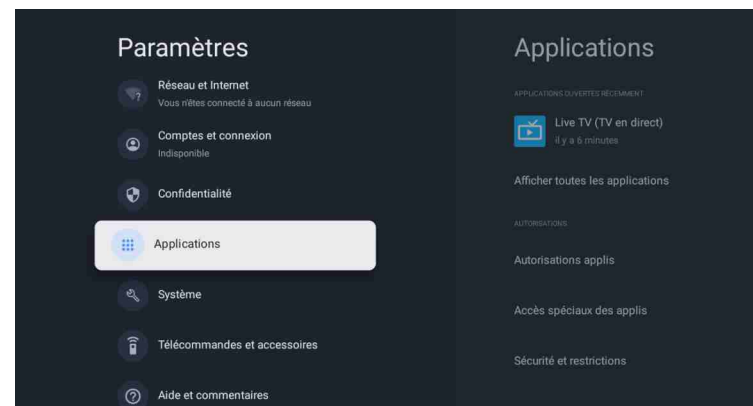 Paramètres
Réseau et Internet
Vous n'êtes connecté à aucun réseau
Comptes et connexion
Indisponible
Confidentialité
Applications
Système
Télécommandes et accessoires
Aide et commentaires
Applications
APPLICATIONS OUVERTES RÉCEMMENT
Live TV (TV en direct)
il y a 6 minutes
Afficher toutes les applications
AUTORISATIONS
Autorisations applis
Accès spéciaux des applis
Sécurité et restrictions